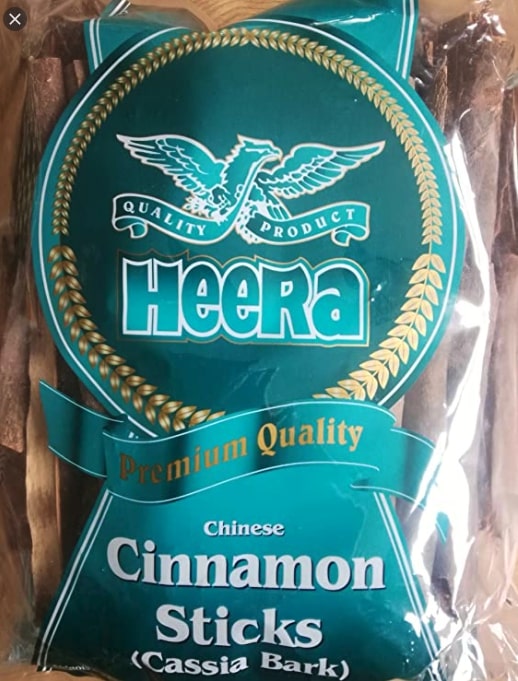 QUALITY PRODUCT
HEERA
Premium Quality
Chinese
Cinnamon
Sticks
(Cassia Bark)